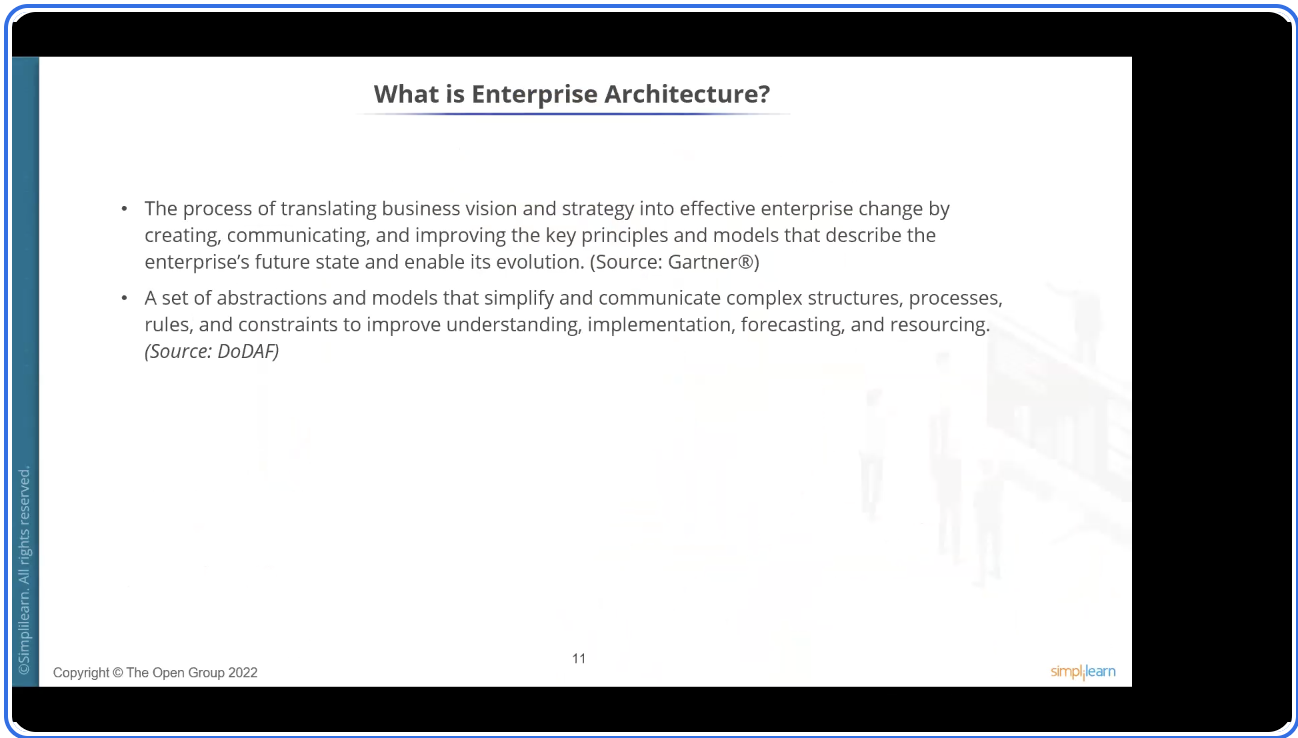 What is Enterprise Architecture?
• The process of translating business vision and strategy into effective enterprise change by
creating, communicating, and improving the key principles and models that describe the
enterprise’s future state and enable its evolution. (Source: Gartner®)
• A set of abstractions and models that simplify and communicate complex structures, processes,
rules, and constraints to improve understanding, implementation, forecasting, and resourcing.
(Source: DoDAF)
©Simplilearn. All rights reserved.
11
Copyright © The Open Group 2022
simplilearn